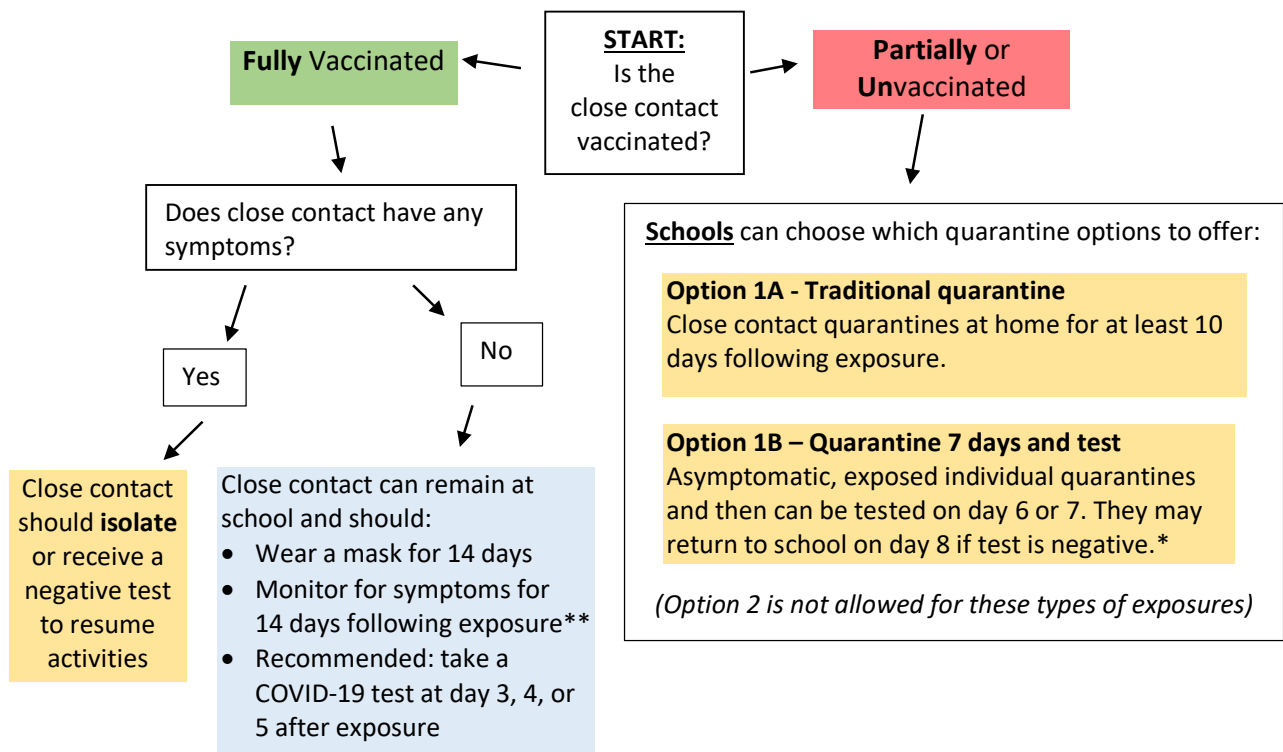 START:
Is the
close contact
vaccinated?
Fully Vaccinated
Partially or
Unvaccinated
Does close contact have any
symptoms?
Yes
No
Close contact
should isolate
or receive a
negative test
to resume
activities
Close contact can remain at
school and should:
• Wear a mask for 14 days
• Monitor for symptoms for
14 days following exposure**
• Recommended: take a
COVID-19 test at day 3, 4, or
5 after exposure
Schools can choose which quarantine options to offer:
Option 1A - Traditional quarantine
Close contact quarantines at home for at least 10
days following exposure.
Option 1B – Quarantine 7 days and test
Asymptomatic, exposed individual quarantines
and then can be tested on day 6 or 7. They may
return to school on day 8 if test is negative.*
(Option 2 is not allowed for these types of exposures)